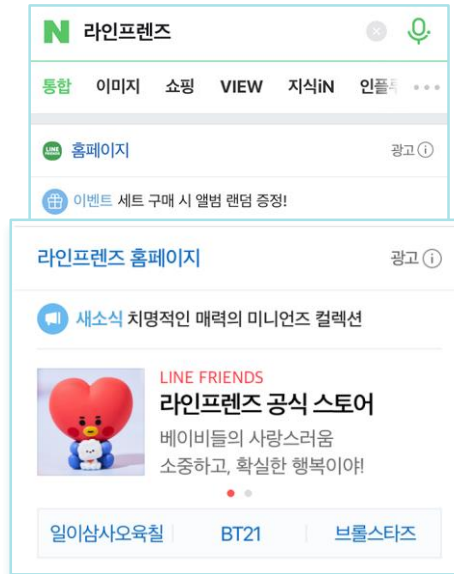 N 라인프렌즈
통합 이미지 쇼핑 VIEW 지식iN 인플
LINE FRIENDS 홈페이지 광고
이벤트 세트 구매 시 앨범 랜덤 증정!
라인프렌즈 홈페이지 광고
새소식 치명적인 매력의 미니언즈 컬렉션
LINE FRIENDS
라인프렌즈 공식 스토어
베이비들의 사랑스러움
소중하고, 확실한 행복이야!
일이삼사오육칠 BT21 브롤스타즈